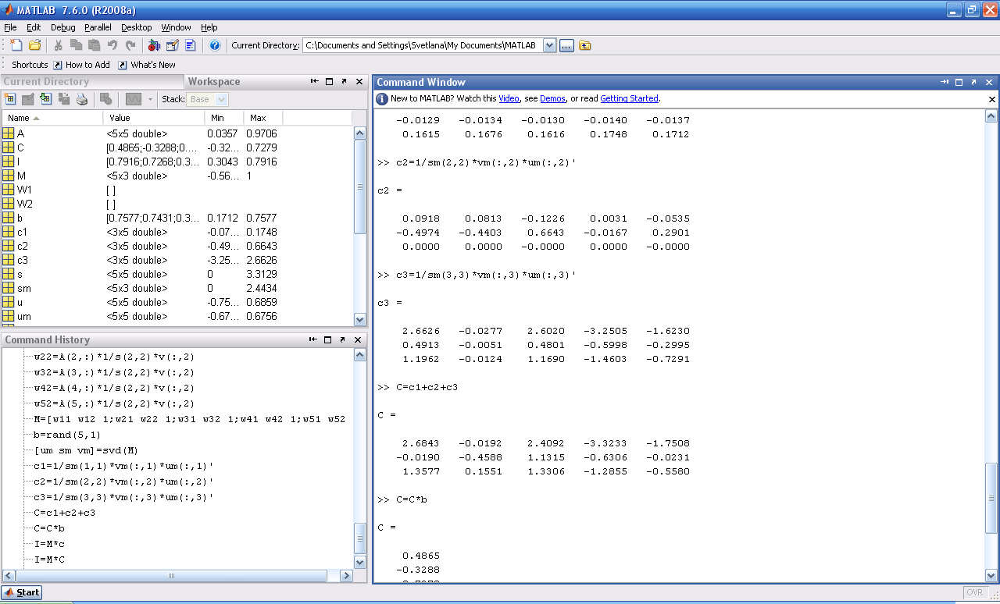 MATLAB 7.6.0 (R2008a)
File Edit Debug Parallel Desktop Window Help
Current Directory: C:\Documents and Settings\Svetlana\My Documents\MATLAB
Shortcuts How to Add What's New
Current Directory Workspace
Stack: Base
Name Value Min Max
A <5x5 double> 0.0357 0.9706
C [0.4865;-0.3288;0.... -0.32... 0.7279
I [0.7916;0.7268;0.3... 0.3043 0.7916
M <5x3 double> -0.56... 1
W1 [ ]
W2 [ ]
b [0.7577;0.7431;0.3... 0.1712 0.7577
c1 <3x5 double> -0.07... 0.1748
c2 <3x5 double> -0.49... 0.6643
c3 <3x5 double> -3.25... 2.6626
s <5x5 double> 0 3.3129
sm <5x3 double> 0 2.4434
u <5x5 double> -0.75... 0.6859
um <5x5 double> -0.67... 0.6756
Command History
w22=A(2,:)*1/s(2,2)*v(:,2)
w32=A(3,:)*1/s(2,2)*v(:,2)
w42=A(4,:)*1/s(2,2)*v(:,2)
w52=A(5,:)*1/s(2,2)*v(:,2)
M=[w11 w12 1;w21 w22 1;w31 w32 1;w41 w42 1;w51 w52
b=rand(5,1)
[um sm vm]=svd(M)
c1=1/sm(1,1)*vm(:,1)*um(:,1)'
c2=1/sm(2,2)*vm(:,2)*um(:,2)'
c3=1/sm(3,3)*vm(:,3)*um(:,3)'
C=c1+c2+c3
C=C*b
I=M*c
I=M*C
Command Window
New to MATLAB? Watch this Video, see Demos, or read Getting Started.
-0.0129 -0.0134 -0.0130 -0.0140 -0.0137
0.1615 0.1676 0.1616 0.1748 0.1712
>> c2=1/sm(2,2)*vm(:,2)*um(:,2)'
c2 =
0.0918 0.0813 -0.1226 0.0031 -0.0535
-0.4974 -0.4403 0.6643 -0.0167 0.2901
0.0000 0.0000 -0.0000 0.0000 -0.0000
>> c3=1/sm(3,3)*vm(:,3)*um(:,3)'
c3 =
2.6626 -0.0277 2.6020 -3.2505 -1.6230
0.4913 -0.0051 0.4801 -0.5998 -0.2995
1.1962 -0.0124 1.1690 -1.4603 -0.7291
>> C=c1+c2+c3
C =
2.6843 -0.0192 2.4092 -3.3233 -1.7508
-0.0190 -0.4588 1.1315 -0.6306 -0.0231
1.3577 0.1551 1.3306 -1.2855 -0.5580
>> C=C*b
C =
0.4865
-0.3288
Start
OVR